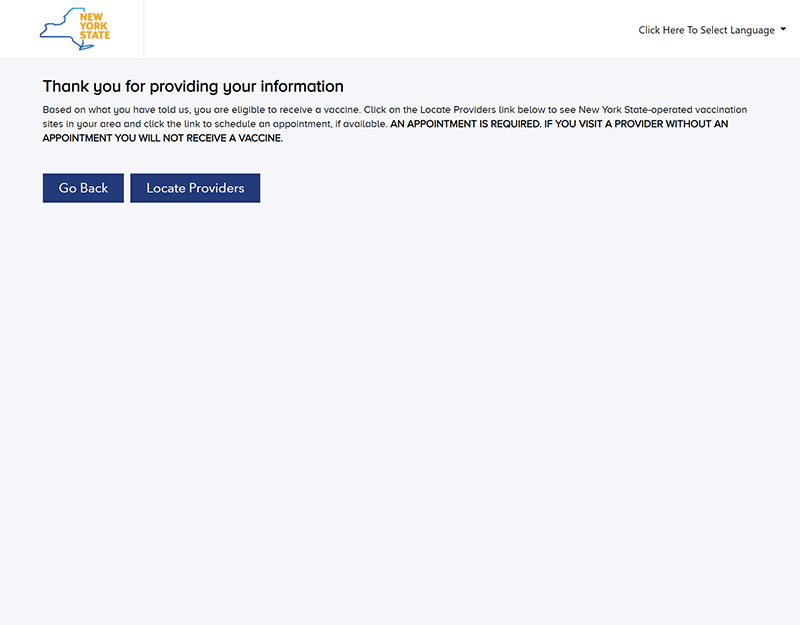 NEW
YORK
STATE
Click Here To Select Language
Thank you for providing your information
Based on what you have told us, you are eligible to receive a vaccine. Click on the Locate Providers link below to see New York State-operated vaccination
sites in your area and click the link to schedule an appointment, if available. AN APPOINTMENT IS REQUIRED. IF YOU VISIT A PROVIDER WITHOUT AN
APPOINTMENT YOU WILL NOT RECEIVE A VACCINE.
Go Back
Locate Providers